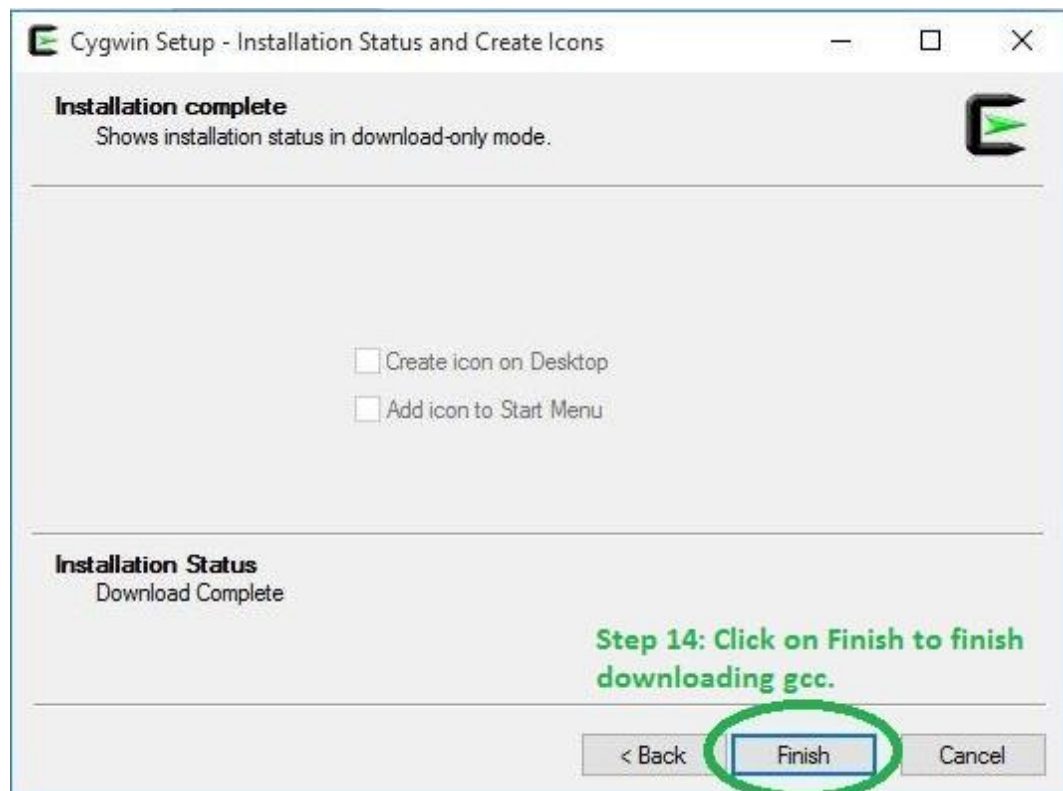 Cygwin Setup - Installation Status and Create Icons
Installation complete
Shows installation status in download-only mode.
Create icon on Desktop
Add icon to Start Menu
Installation Status
Download Complete
Step 14: Click on Finish to finish
downloading gcc.
< Back Finish Cancel